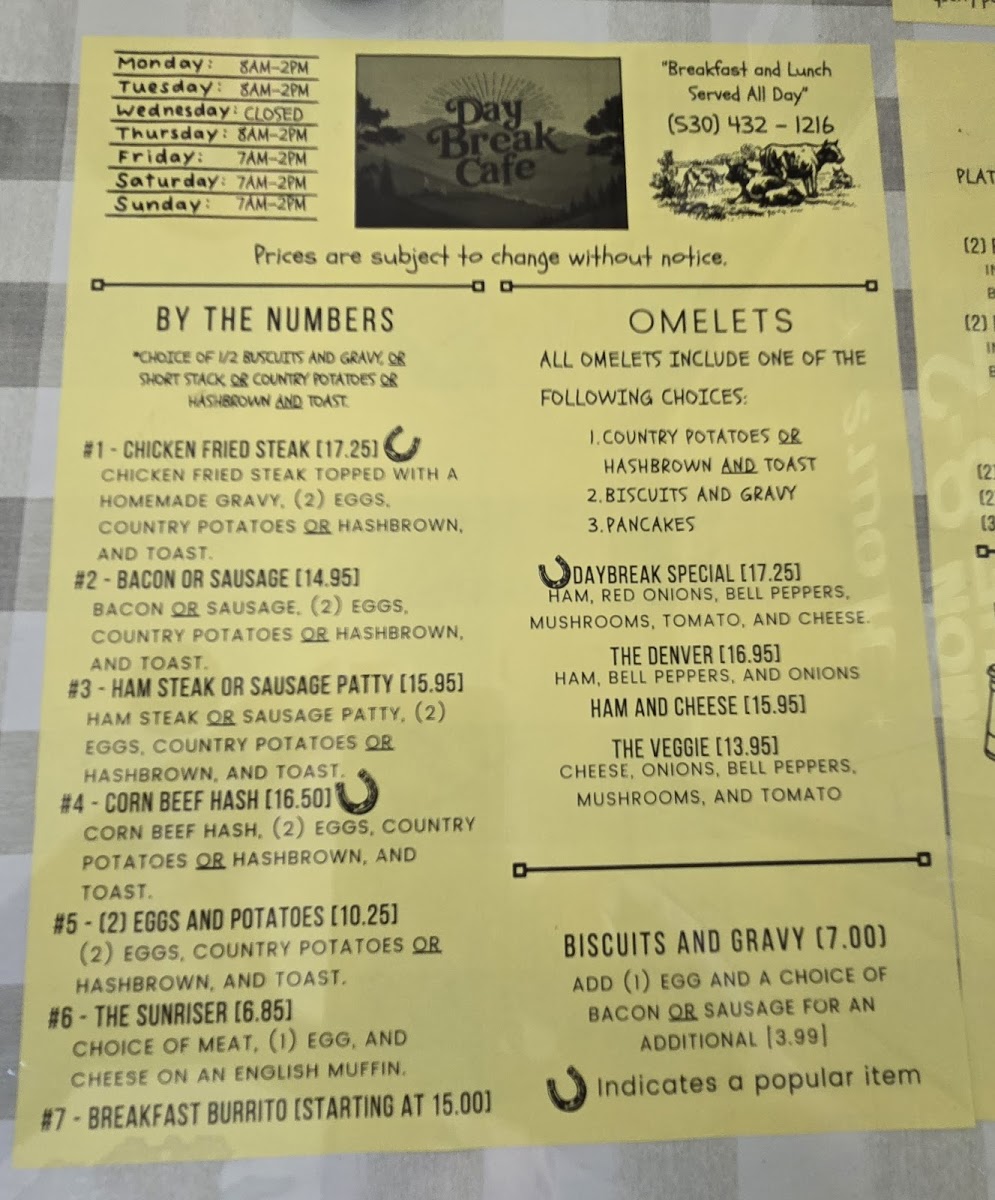 Monday: 8AM-2PM
Tuesday: 8AM-2PM
Wednesday: CLOSED
Thursday: 8AM-2PM
Friday: 7AM-2PM
Saturday: 7AM-2PM
Sunday: 7AM-2PM
Day
Break
Cafe
"Breakfast and Lunch
Served All Day"
(530) 432 - 1216
Prices are subject to change without notice.
BY THE NUMBERS
*CHOICE OF 1/2 BUSCUITS AND GRAVY, OR
SHORT STACK, OR COUNTRY POTATOES OR
HASHBROWN AND TOAST.
#1 - CHICKEN FRIED STEAK [17.25]
CHICKEN FRIED STEAK TOPPED WITH A
HOMEMADE GRAVY, (2) EGGS,
COUNTRY POTATOES OR HASHBROWN,
AND TOAST.
#2 - BACON OR SAUSAGE [14.95]
BACON OR SAUSAGE, (2) EGGS,
COUNTRY POTATOES OR HASHBROWN,
AND TOAST.
#3 - HAM STEAK OR SAUSAGE PATTY [15.95]
HAM STEAK OR SAUSAGE PATTY, (2)
EGGS, COUNTRY POTATOES OR
HASHBROWN, AND TOAST.
#4 - CORN BEEF HASH [16.50]
CORN BEEF HASH, (2) EGGS, COUNTRY
POTATOES OR HASHBROWN, AND
TOAST.
#5 - (2) EGGS AND POTATOES [10.25]
(2) EGGS, COUNTRY POTATOES OR
HASHBROWN, AND TOAST.
#6 - THE SUNRISER [6.85]
CHOICE OF MEAT, (1) EGG, AND
CHEESE ON AN ENGLISH MUFFIN.
#7 - BREAKFAST BURRITO [STARTING AT 15.00]
OMELETS
ALL OMELETS INCLUDE ONE OF THE
FOLLOWING CHOICES:
1. COUNTRY POTATOES OR
HASHBROWN AND TOAST
2. BISCUITS AND GRAVY
3. PANCAKES
DAYBREAK SPECIAL [17.25]
HAM, RED ONIONS, BELL PEPPERS,
MUSHROOMS, TOMATO, AND CHEESE.
THE DENVER [16.95]
HAM, BELL PEPPERS, AND ONIONS
HAM AND CHEESE [15.95]
THE VEGGIE [13.95]
CHEESE, ONIONS, BELL PEPPERS,
MUSHROOMS, AND TOMATO
BISCUITS AND GRAVY (7.00)
ADD (1) EGG AND A CHOICE OF
BACON OR SAUSAGE FOR AN
ADDITIONAL [3.99]
Indicates a popular item
PLAT
(2)
(2)
(2)
(2
(3